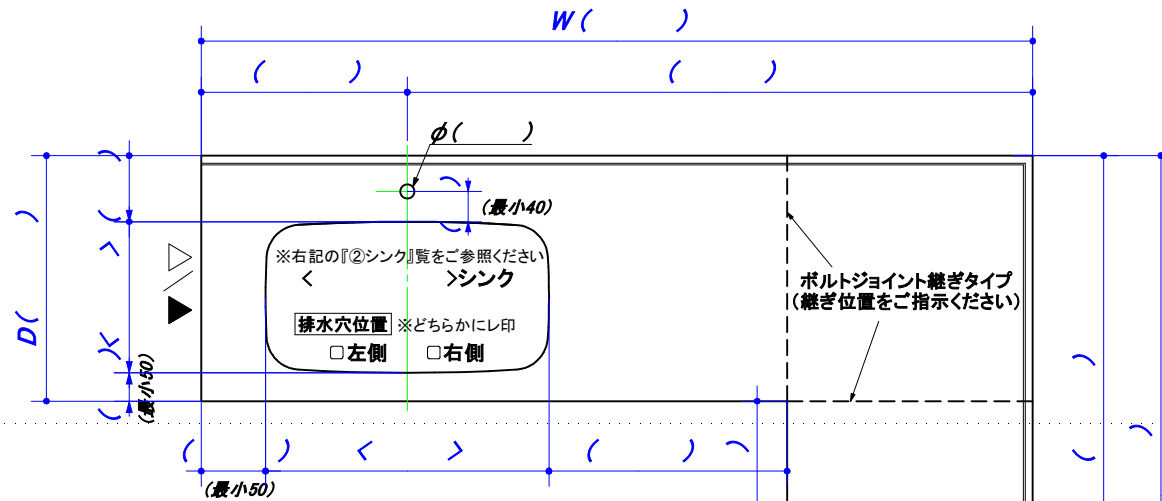 W(　　　)
(　　　)
(　　　)
φ(　　　)
(最小40)
※右記の『②シンク』覧をご参照ください
<　　　>シンク
排水穴位置 ※どちらかにレ印
□左側 □右側
ボルトジョイント継ぎタイプ
(継ぎ位置をご指示ください)
▽/▼
D(　　　)
(　　　)
<　　　>
(　　　)
(最小50)
(　　　)
<　　　>
(　　　)
(最小50)